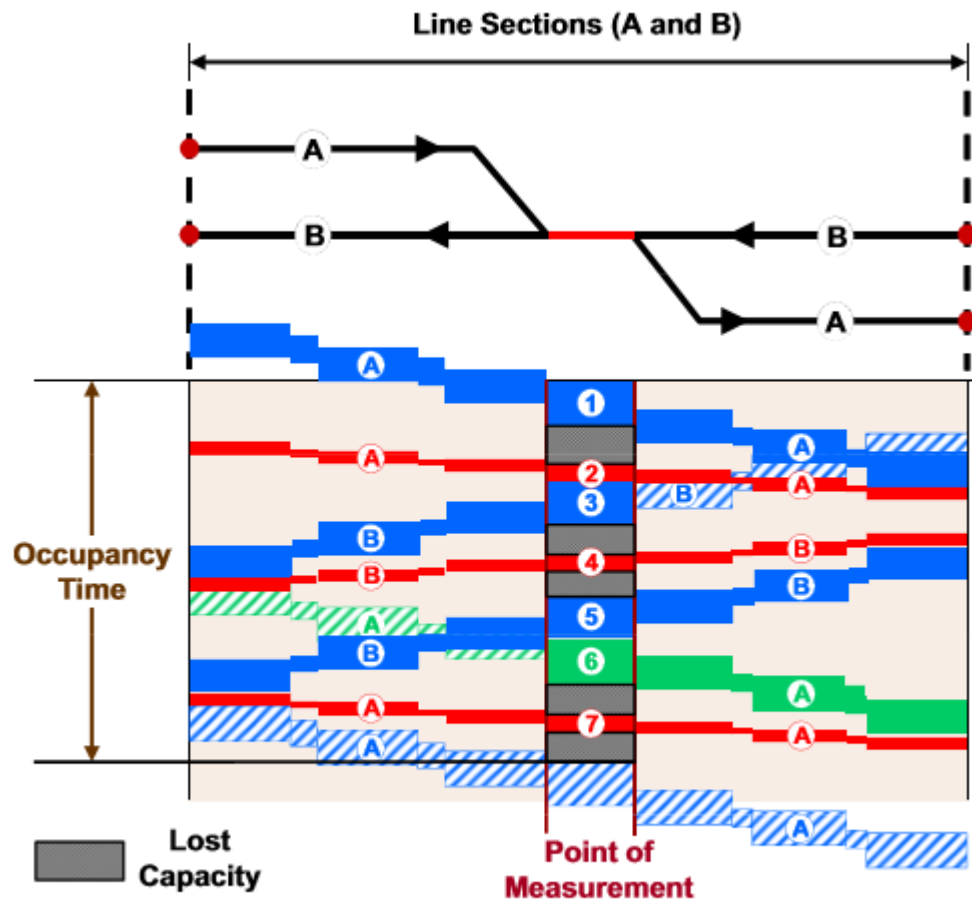 Line Sections (A and B)
A
B
B
A
A
1
A
A
2
B
A
3
B
B
4
B
B
A
5
B
6
A
A
7
A
A
A
Occupancy
Time
Lost
Capacity
Point of
Measurement